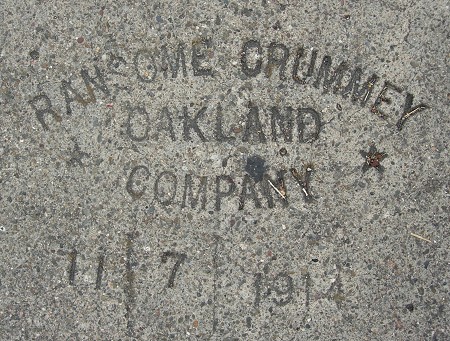 RANSOME CRUMMEY
OAKLAND
COMPANY
11 7 1914